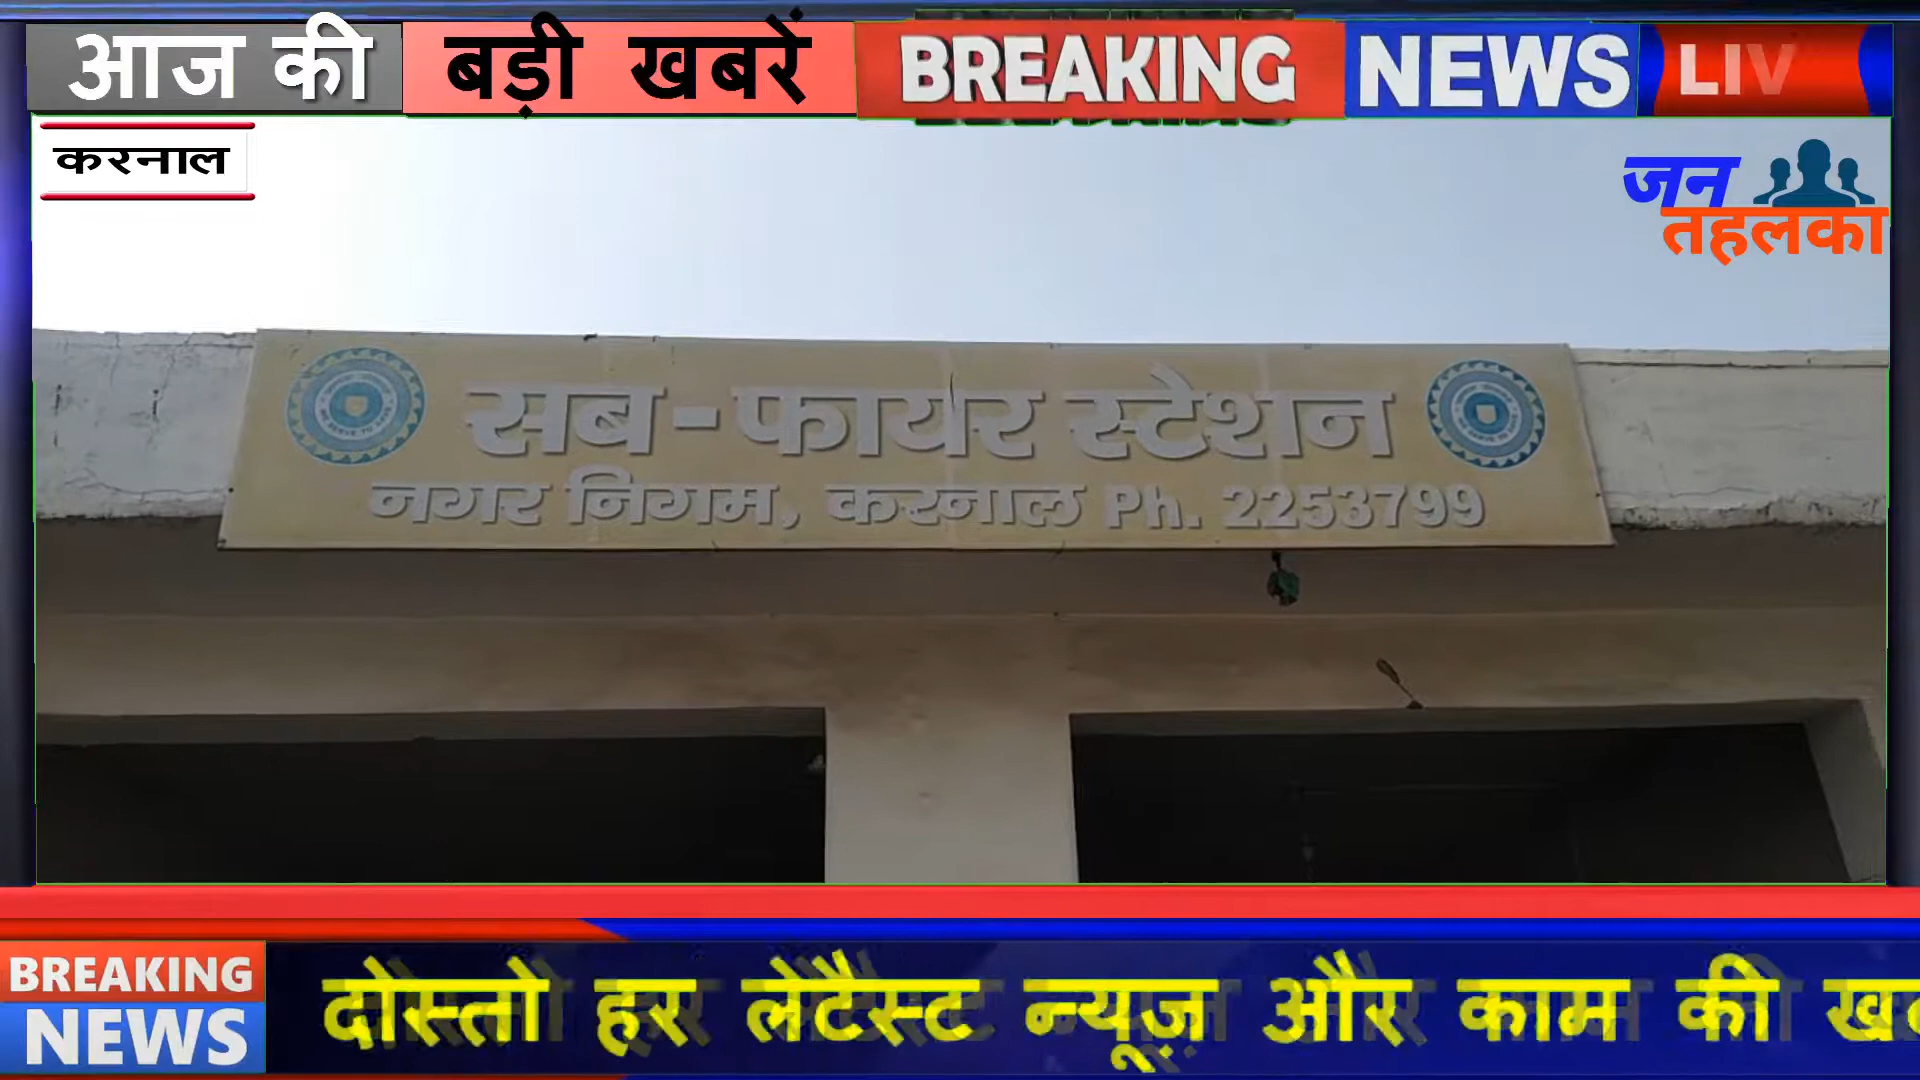 आज की बड़ी खबरें BREAKING NEWS LIV
करनाल
जन
तहलका
सब-फायर स्टेशन
नगर निगम, करनाल Ph. 2253799
BREAKING
NEWS
दोस्तो हर लेटैस्ट न्यूज़ और काम की